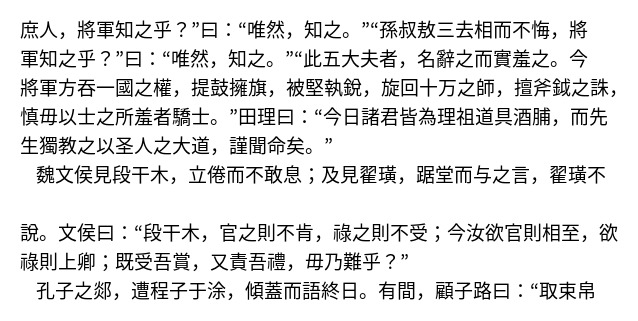 庶人，將軍知之乎？”曰：“唯然，知之。”“孫叔敖三去相而不悔，將
軍知之乎？”曰：“唯然，知之。”“此五大夫者，名辭之而實羞之。今
將軍方吞一國之權，提鼓擁旗，被堅執銳，旋回十万之師，擅斧鉞之誅，
慎毋以士之所羞者驕士。”田理曰：“今日諸君皆為理祖道具酒脯，而先
生獨教之以圣人之大道，謹聞命矣。”
魏文侯見段干木，立倦而不敢息；及見翟璜，踞堂而与之言，翟璜不
說。文侯曰：“段干木，官之則不肯，祿之則不受；今汝欲官則相至，欲
祿則上卿；既受吾賞，又責吾禮，毋乃難乎？”
孔子之郯，遭程子于涂，傾蓋而語終日。有間，顧子路曰：“取束帛